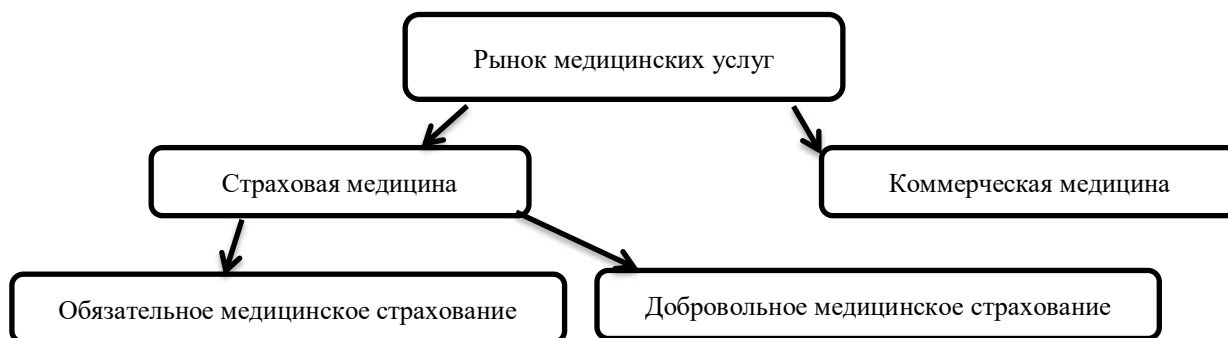 Рынок медицинских услуг
Страховая медицина
Коммерческая медицина
Обязательное медицинское страхование
Добровольное медицинское страхование